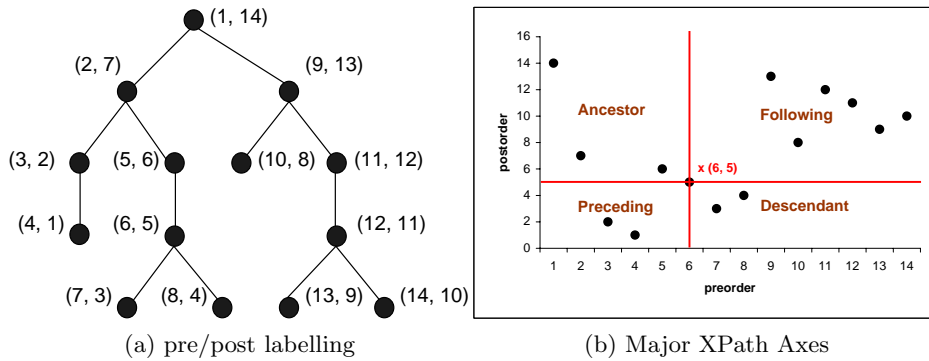 (1, 14)
(2, 7)
(9, 13)
(3, 2)
(5, 6)
(10, 8)
(11, 12)
(4, 1)
(6, 5)
(12, 11)
(7, 3)
(8, 4)
(13, 9)
(14, 10)
(a) pre/post labelling
16
14
12
10
8
6
4
2
0
postorder
Ancestor
Following
x (6, 5)
Preceding
Descendant
1 2 3 4 5 6 7 8 9 10 11 12 13 14
preorder
(b) Major XPath Axes